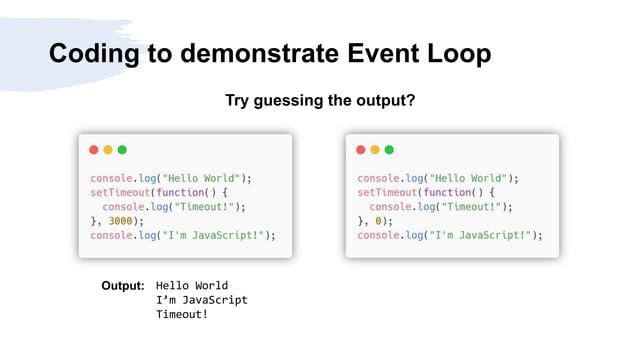 Coding to demonstrate Event Loop
Try guessing the output?
console.log("Hello World");
setTimeout(function() {
  console.log("Timeout!");
}, 3000);
console.log("I'm JavaScript!");
console.log("Hello World");
setTimeout(function() {
  console.log("Timeout!");
}, 0);
console.log("I'm JavaScript!");
Output: Hello World
I’m JavaScript
Timeout!